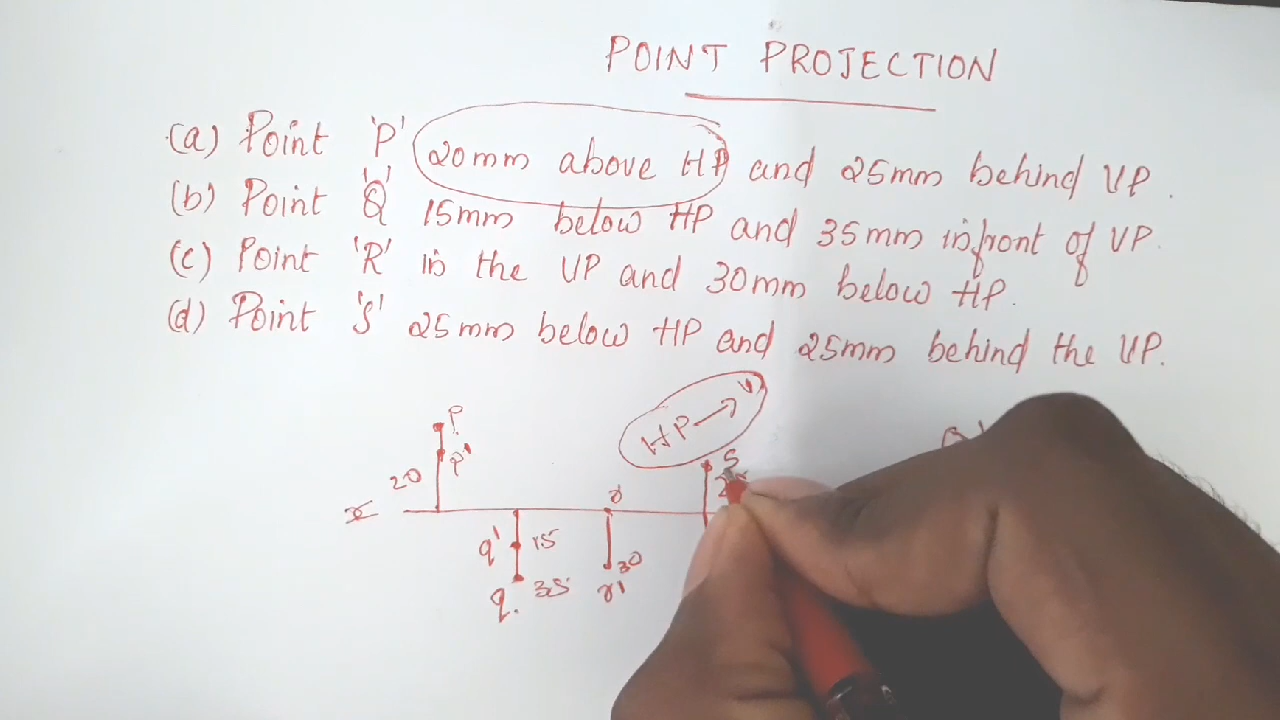 POINT PROJECTION
(a) Point 'P' 20mm above HP and 25mm behind VP.
(b) Point 'Q' 15mm below HP and 35mm infront of VP.
(c) Point 'R' in the VP and 30mm below HP.
(d) Point 'S' 25mm below HP and 25mm behind the VP.
HP → V
P
p'
20
x
q' 15
q. 35
r
30
r'
S